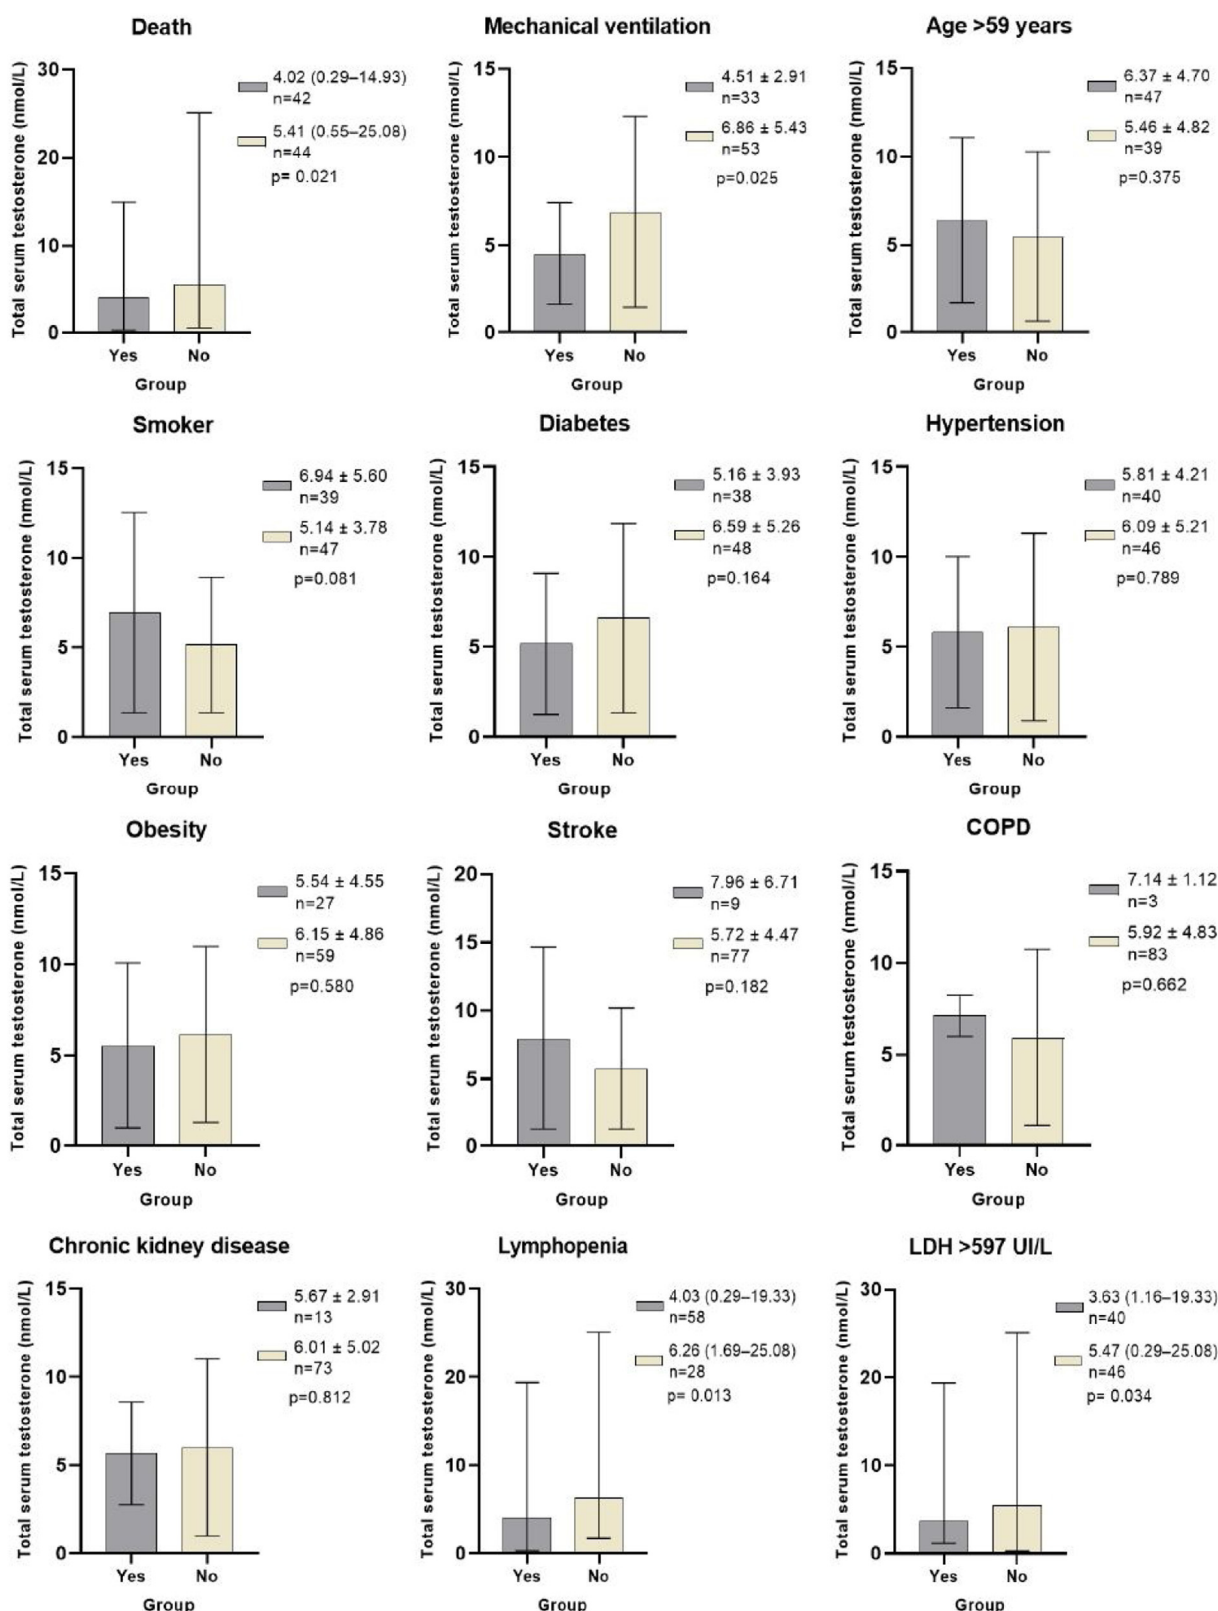 Death
Total serum testosterone (nmol/L)
30
20
10
0
Yes No
Group
4.02 (0.29–14.93)
n=42
5.41 (0.55–25.08)
n=44
p= 0.021
Mechanical ventilation
Total serum testosterone (nmol/L)
15
10
5
0
Yes No
Group
4.51 ± 2.91
n=33
6.86 ± 5.43
n=53
p=0.025
Age >59 years
Total serum testosterone (nmol/L)
15
10
5
0
Yes No
Group
6.37 ± 4.70
n=47
5.46 ± 4.82
n=39
p=0.375
Smoker
Total serum testosterone (nmol/L)
15
10
5
0
Yes No
Group
6.94 ± 5.60
n=39
5.14 ± 3.78
n=47
p=0.081
Diabetes
Total serum testosterone (nmol/L)
15
10
5
0
Yes No
Group
5.16 ± 3.93
n=38
6.59 ± 5.26
n=48
p=0.164
Hypertension
Total serum testosterone (nmol/L)
15
10
5
0
Yes No
Group
5.81 ± 4.21
n=40
6.09 ± 5.21
n=46
p=0.789
Obesity
Total serum testosterone (nmol/L)
15
10
5
0
Yes No
Group
5.54 ± 4.55
n=27
6.15 ± 4.86
n=59
p=0.580
Stroke
Total serum testosterone (nmol/L)
20
15
10
5
0
Yes No
Group
7.96 ± 6.71
n=9
5.72 ± 4.47
n=77
p=0.182
COPD
Total serum testosterone (nmol/L)
15
10
5
0
Yes No
Group
7.14 ± 1.12
n=3
5.92 ± 4.83
n=83
p=0.662
Chronic kidney disease
Total serum testosterone (nmol/L)
15
10
5
0
Yes No
Group
5.67 ± 2.91
n=13
6.01 ± 5.02
n=73
p=0.812
Lymphopenia
Total serum testosterone (nmol/L)
30
20
10
0
Yes No
Group
4.03 (0.29–19.33)
n=58
6.26 (1.69–25.08)
n=28
p= 0.013
LDH >597 UI/L
Total serum testosterone (nmol/L)
30
20
10
0
Yes No
Group
3.63 (1.16–19.33)
n=40
5.47 (0.29–25.08)
n=46
p= 0.034